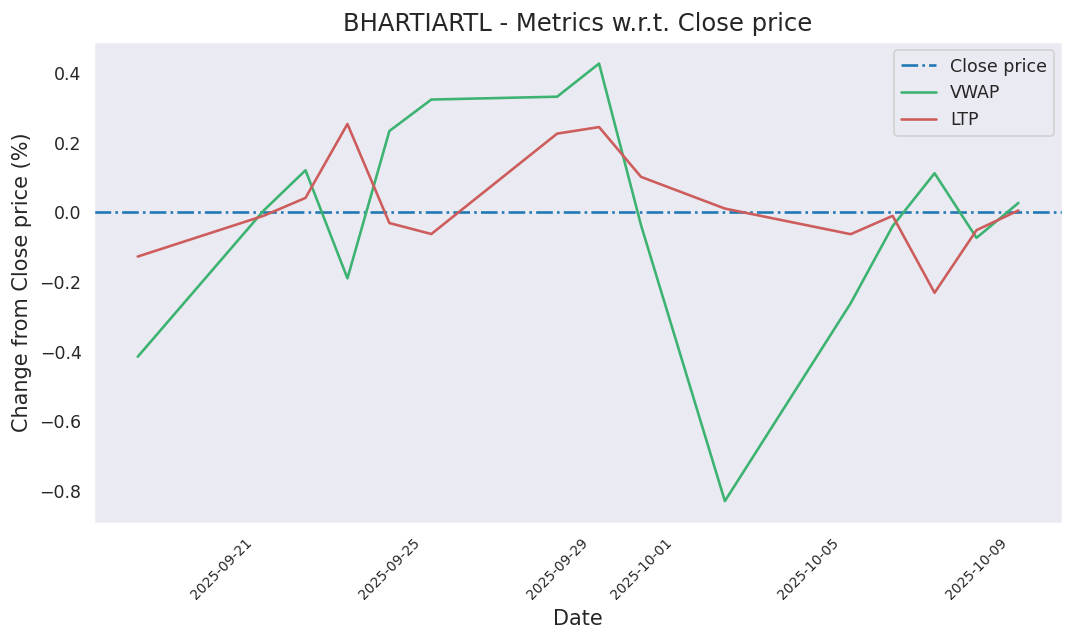 BHARTIARTL - Metrics w.r.t. Close price
Close price
VWAP
LTP
Change from Close price (%)
0.4
0.2
0.0
−0.2
−0.4
−0.6
−0.8
2025-09-21
2025-09-25
2025-09-29
2025-10-01
2025-10-05
2025-10-09
Date